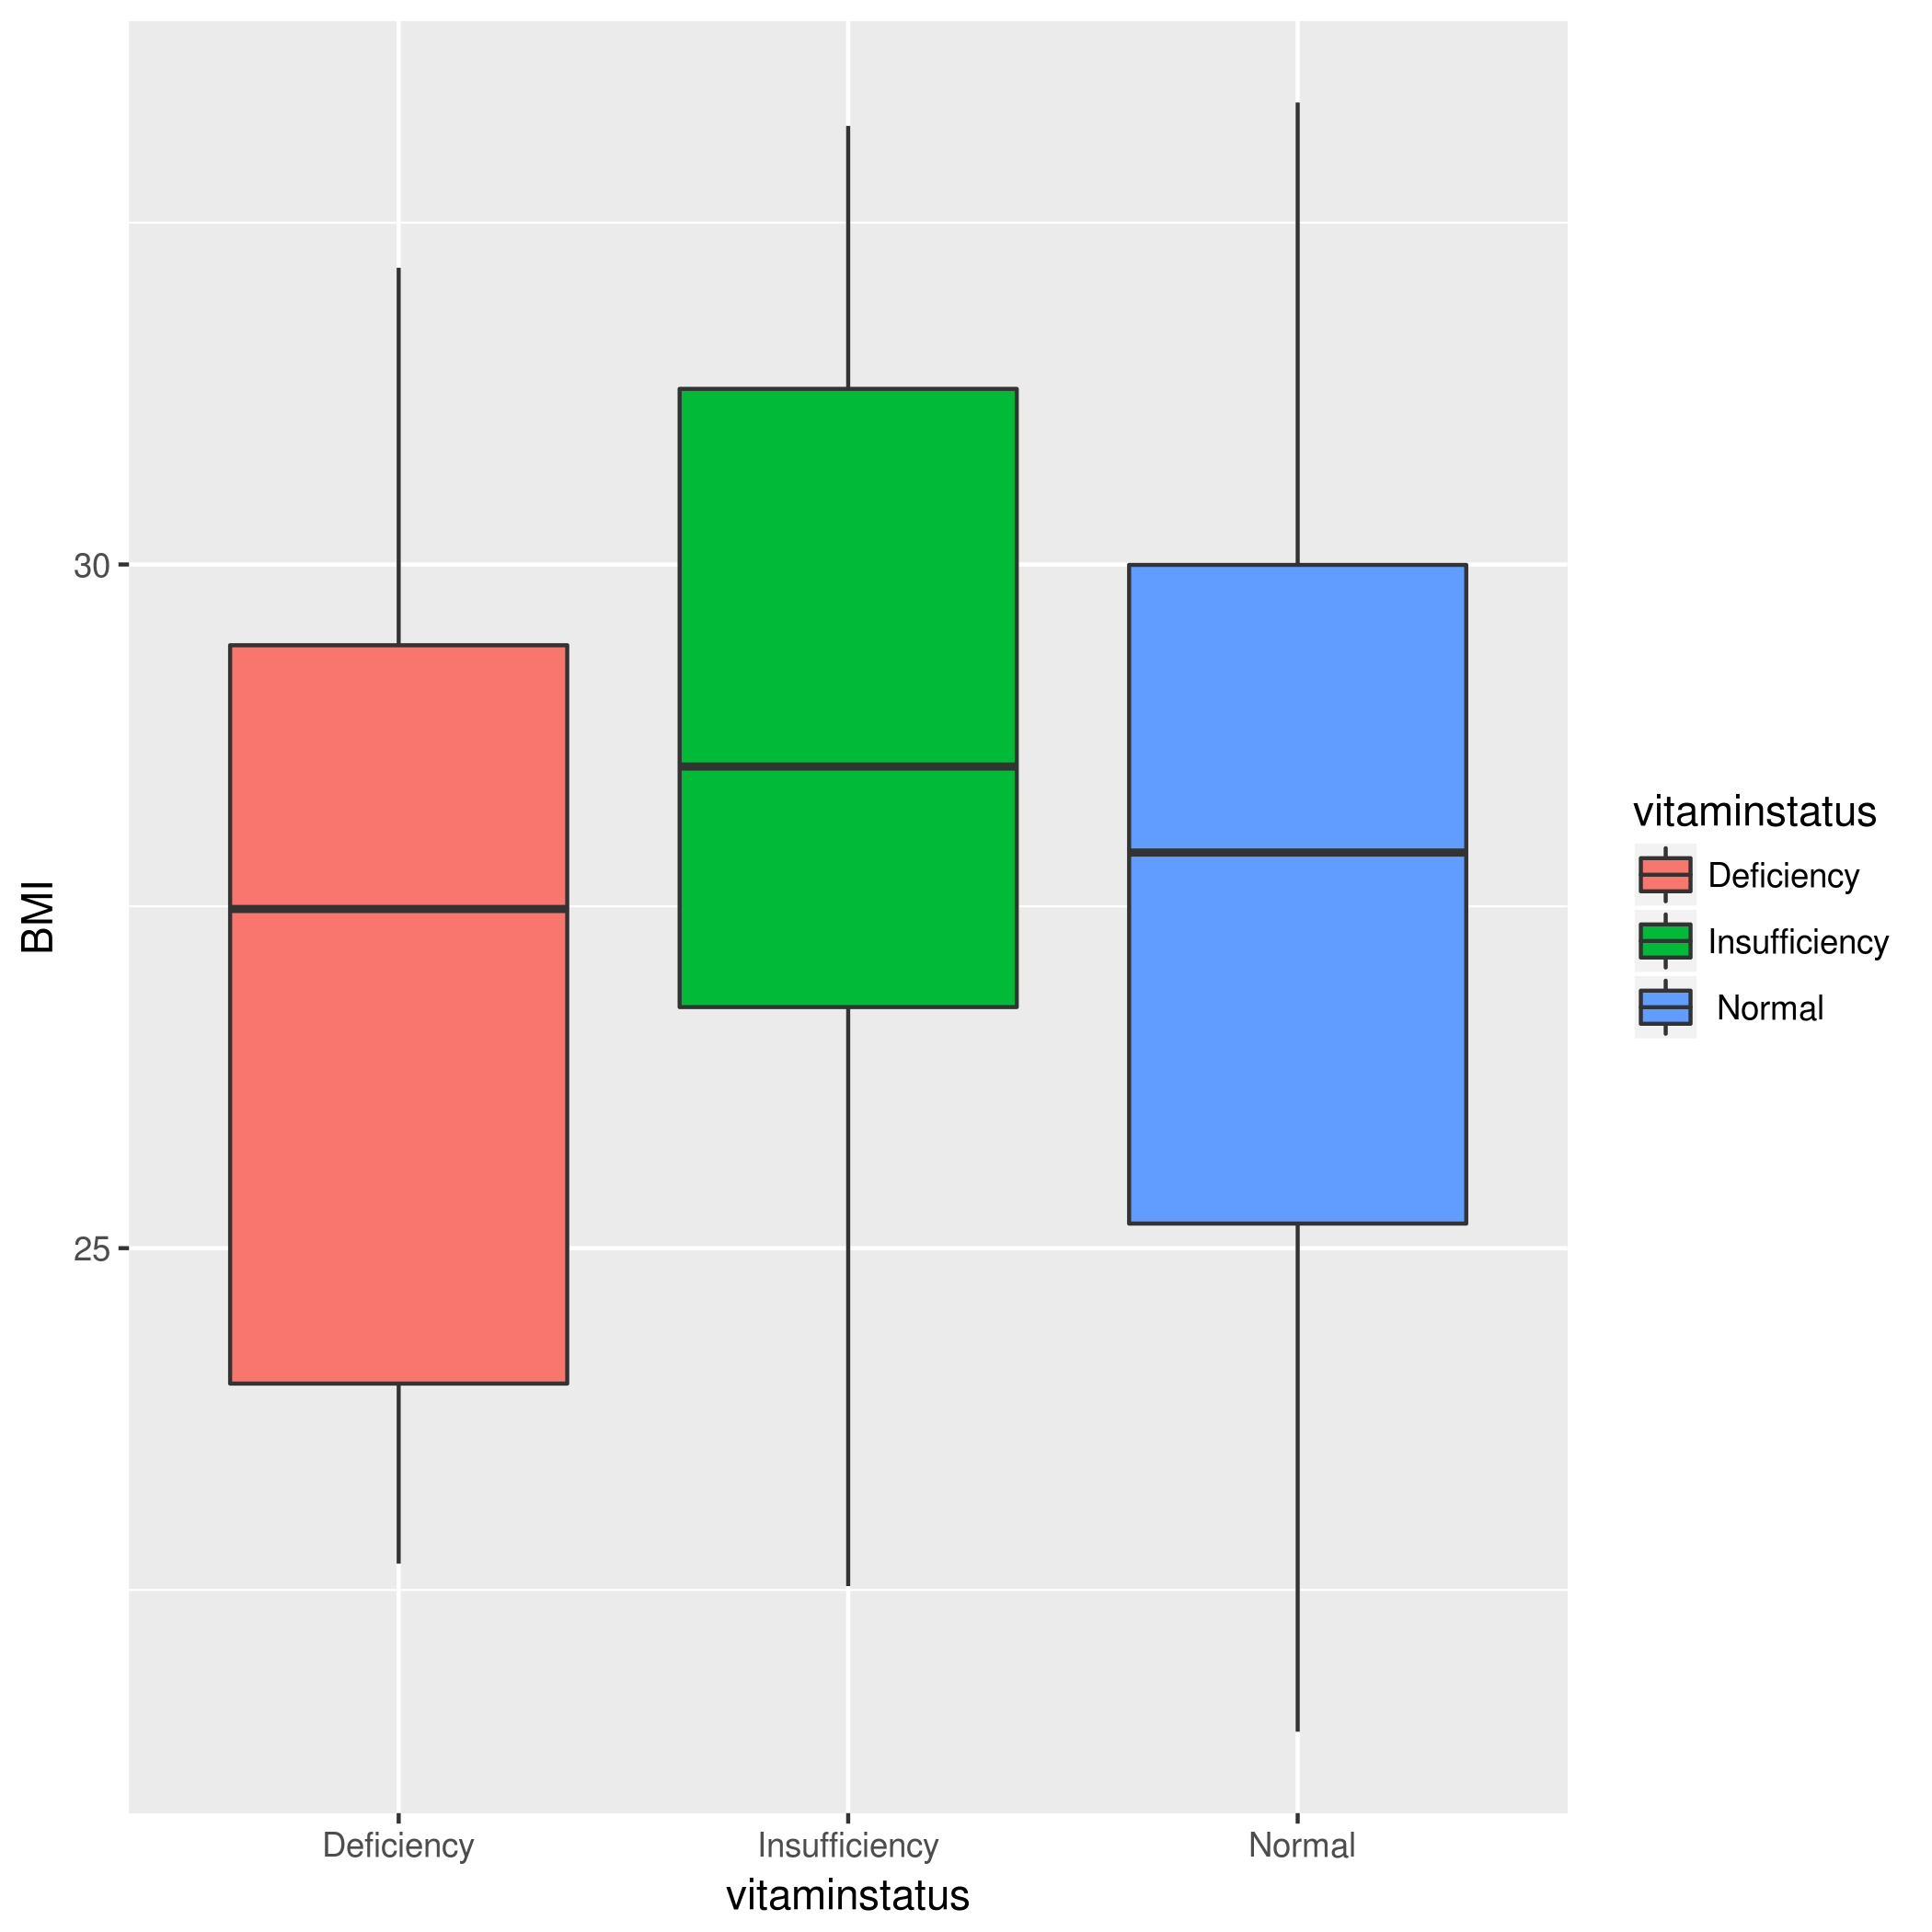 BMI
30
25
Deficiency
Insufficiency
Normal
vitaminstatus
vitaminstatus
Deficiency
Insufficiency
Normal